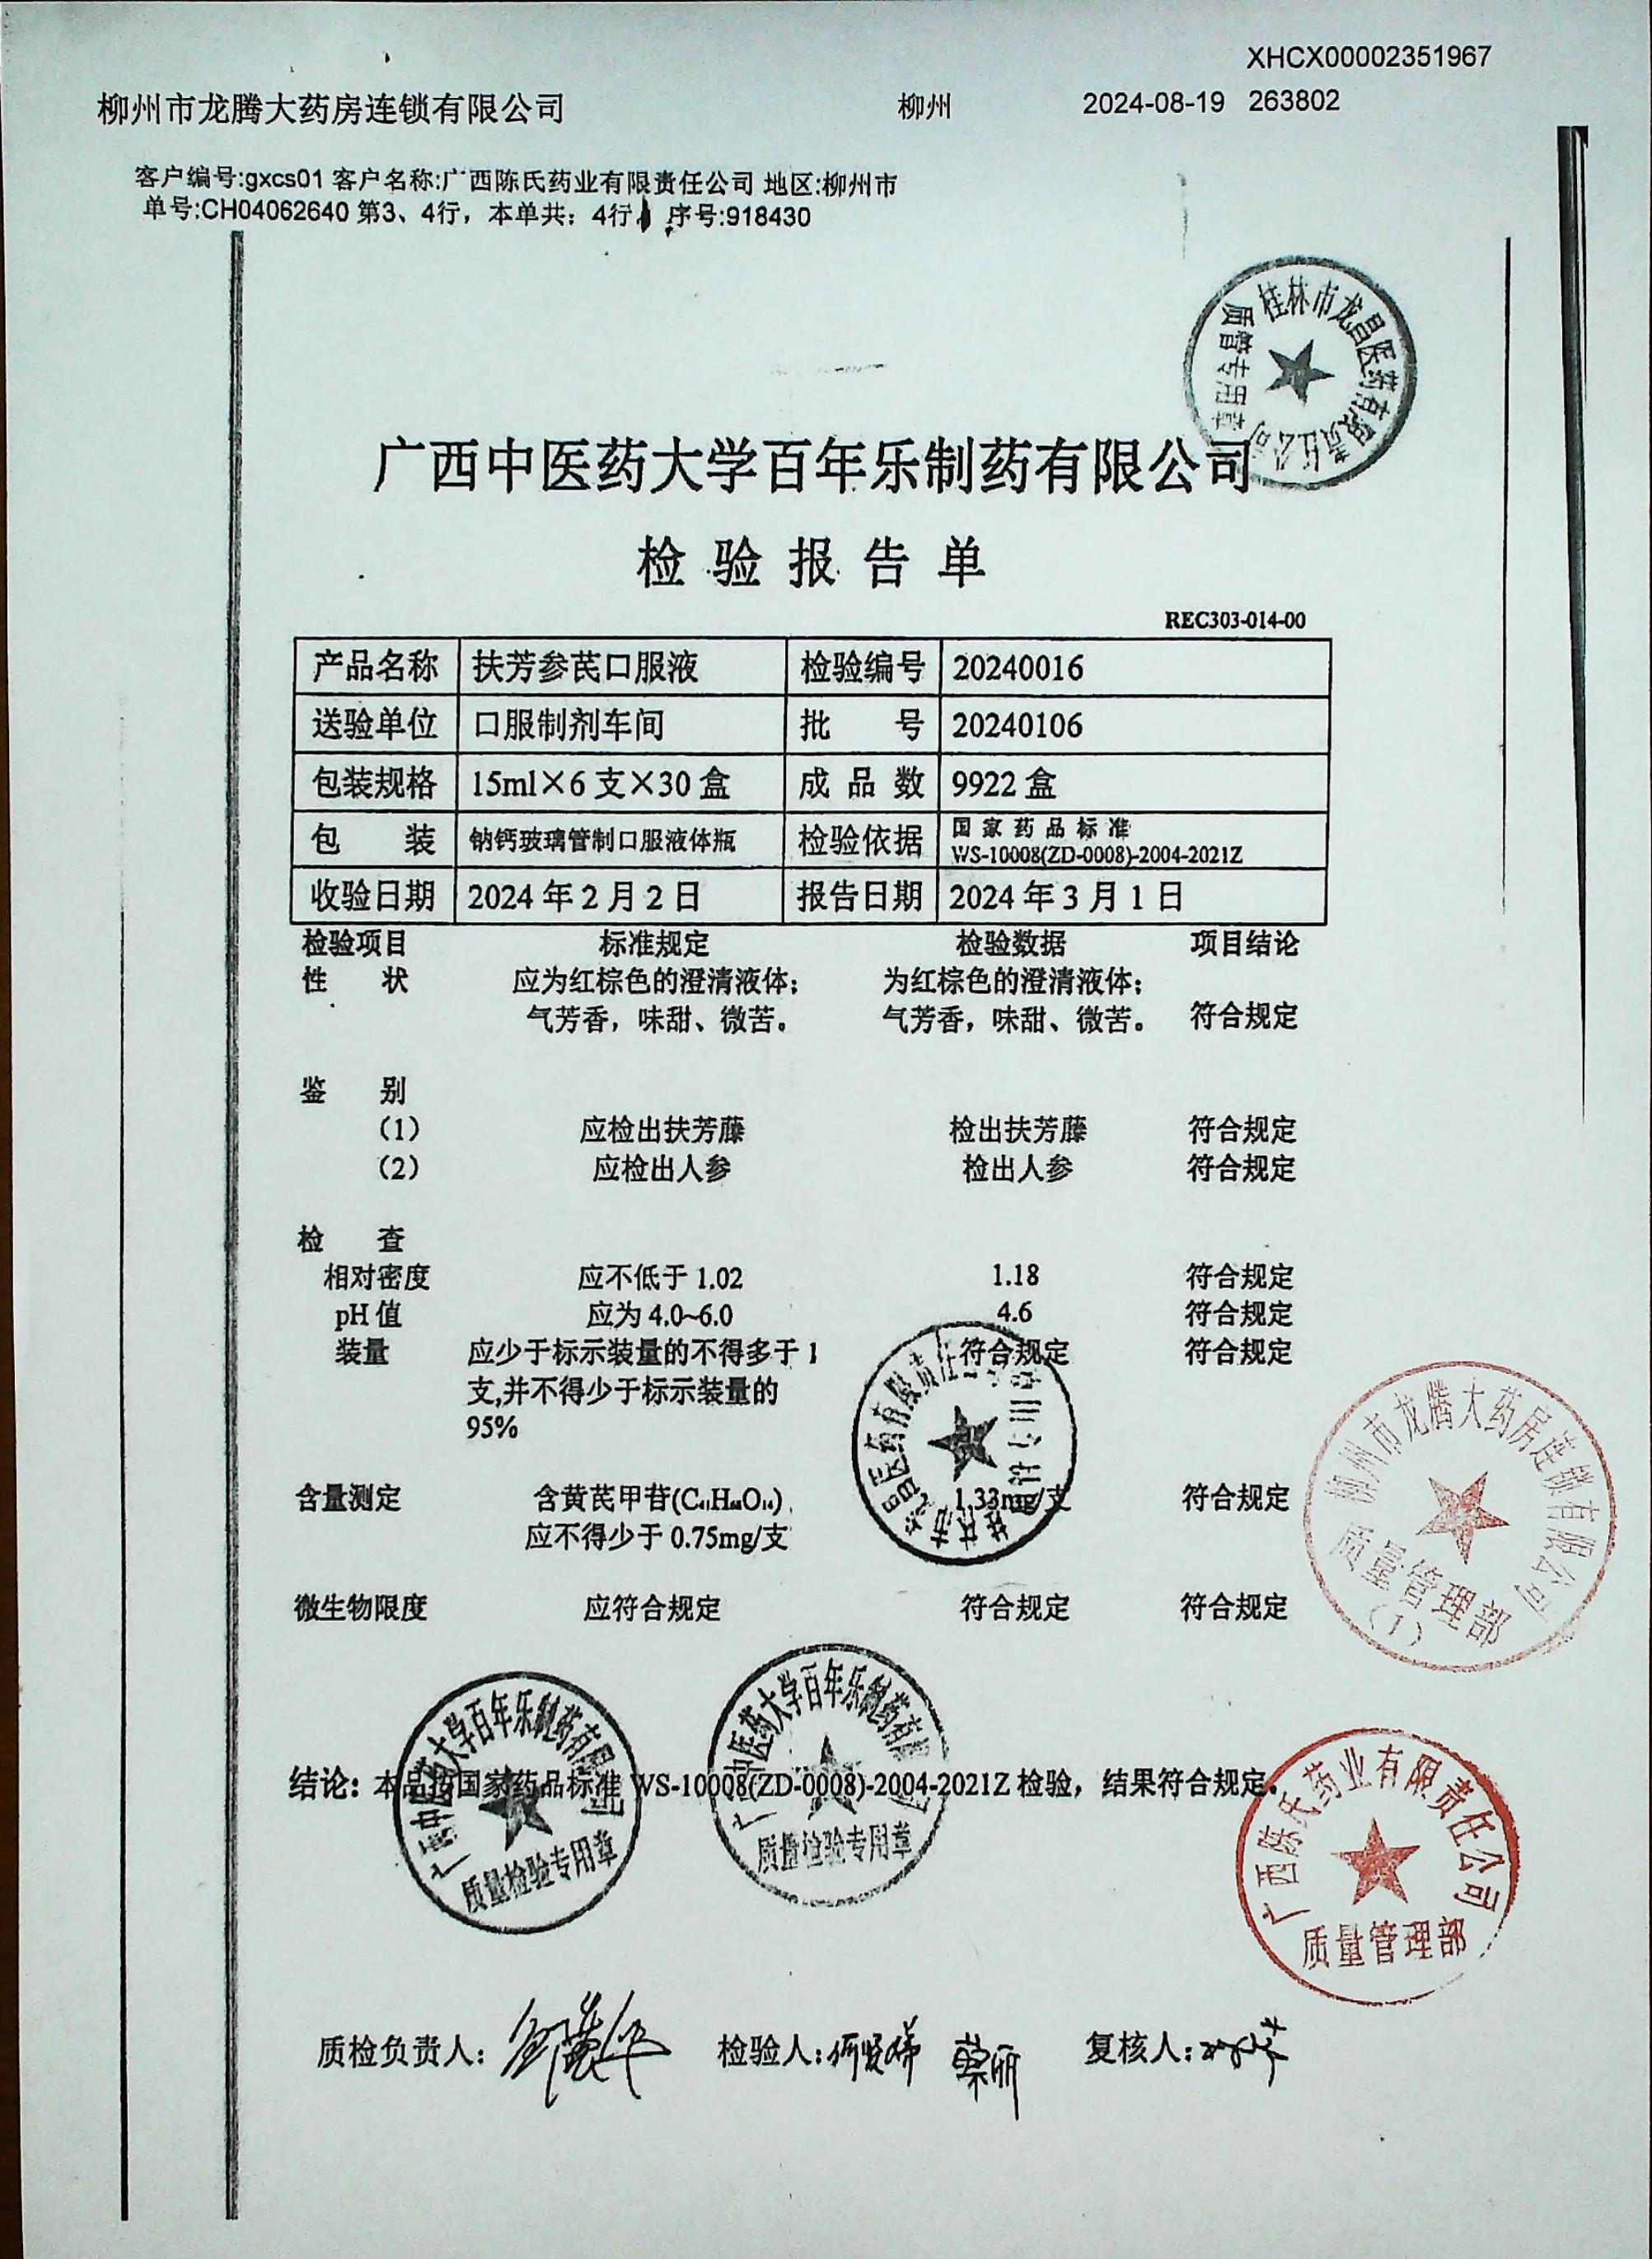 XHCX00002351967
柳州市龙腾大药房连锁有限公司 柳州 2024-08-19 263802
客户编号:gxcs01 客户名称:广西陈氏药业有限责任公司 地区:柳州市
单号:CH04062640 第3、4行，本单共：4行， 序号:918430
桂林市龙昌医药有限责任公司
质管专用章
广西中医药大学百年乐制药有限公司
检验报告单
REC303-014-00
产品名称 扶芳参芪口服液 检验编号 20240016
送验单位 口服制剂车间 批 号 20240106
包装规格 15ml×6支×30盒 成品数 9922盒
包 装 钠钙玻璃管制口服液体瓶 检验依据 国家药品标准 WS-10008(ZD-0008)-2004-2021Z
收验日期 2024年2月2日 报告日期 2024年3月1日
检验项目 标准规定 检验数据 项目结论
性 状 应为红棕色的澄清液体； 为红棕色的澄清液体；
气芳香，味甜、微苦。 气芳香，味甜、微苦。 符合规定
鉴 别
(1) 应检出扶芳藤 检出扶芳藤 符合规定
(2) 应检出人参 检出人参 符合规定
检 查
相对密度 应不低于1.02 1.18 符合规定
pH值 应为4.0~6.0 4.6 符合规定
装量 应少于标示装量的不得多于1 符合规定 符合规定
支,并不得少于标示装量的
95%
含量测定 含黄芪甲苷(C₄₁H₆₈O₁₄) 1.33mg/支 符合规定
应不得少于0.75mg/支
微生物限度 应符合规定 符合规定 符合规定
柳州市龙腾大药房连锁有限公司
质量管理部
(1)
结论：本品按国家药品标准WS-10008(ZD-0008)-2004-2021Z检验，结果符合规定。
广西中医药大学百年乐制药有限公司
质量检验专用章
广西中医药大学百年乐制药有限公司
质量检验专用章
广西陈氏药业有限责任公司
质量管理部
质检负责人： 检验人： 复核人：